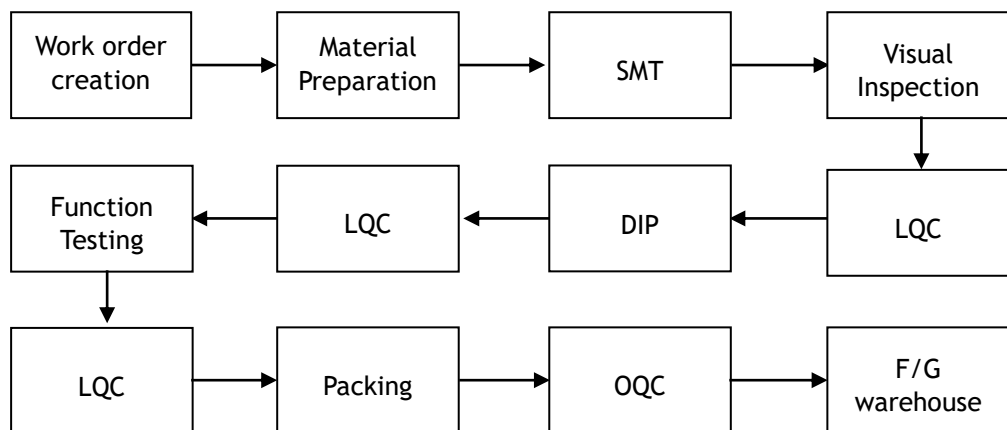 Work order
creation
Material
Preparation
SMT
Visual
Inspection
Function
Testing
LQC
DIP
LQC
LQC
Packing
OQC
F/G
warehouse